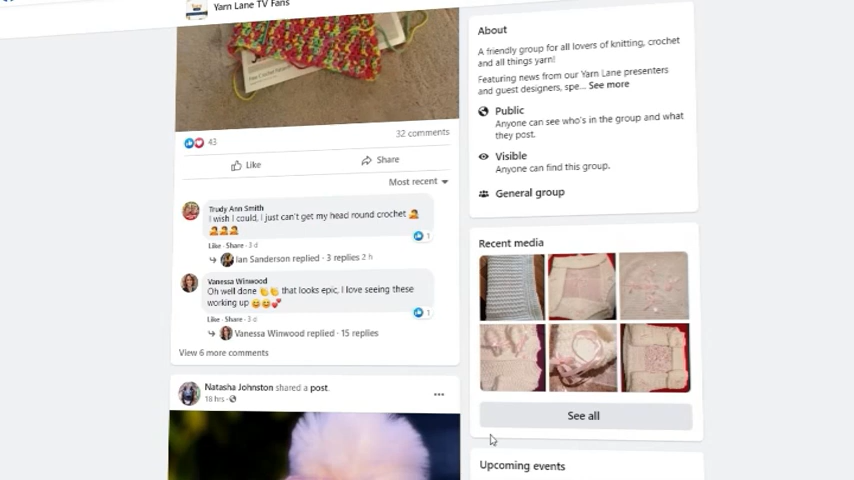 Yarn Lane TV Fans
43
32 comments
Like
Share
Most recent
Trudy Ann Smith
I wish I could, I just can't get my head round crochet
1
Like · Share · 3 d
Ian Sanderson replied · 3 replies 2 h
Vanessa Winwood
Oh well done 👏👏 that looks epic, I love seeing these
working up
1
Like · Share · 3 d
Vanessa Winwood replied · 15 replies
View 6 more comments
Natasha Johnston shared a post.
18 hrs ·
About
A friendly group for all lovers of knitting, crochet
and all things yarn!
Featuring news from our Yarn Lane presenters
and guest designers, spe... See more
Public
Anyone can see who's in the group and what
they post.
Visible
Anyone can find this group.
General group
Recent media
See all
Upcoming events